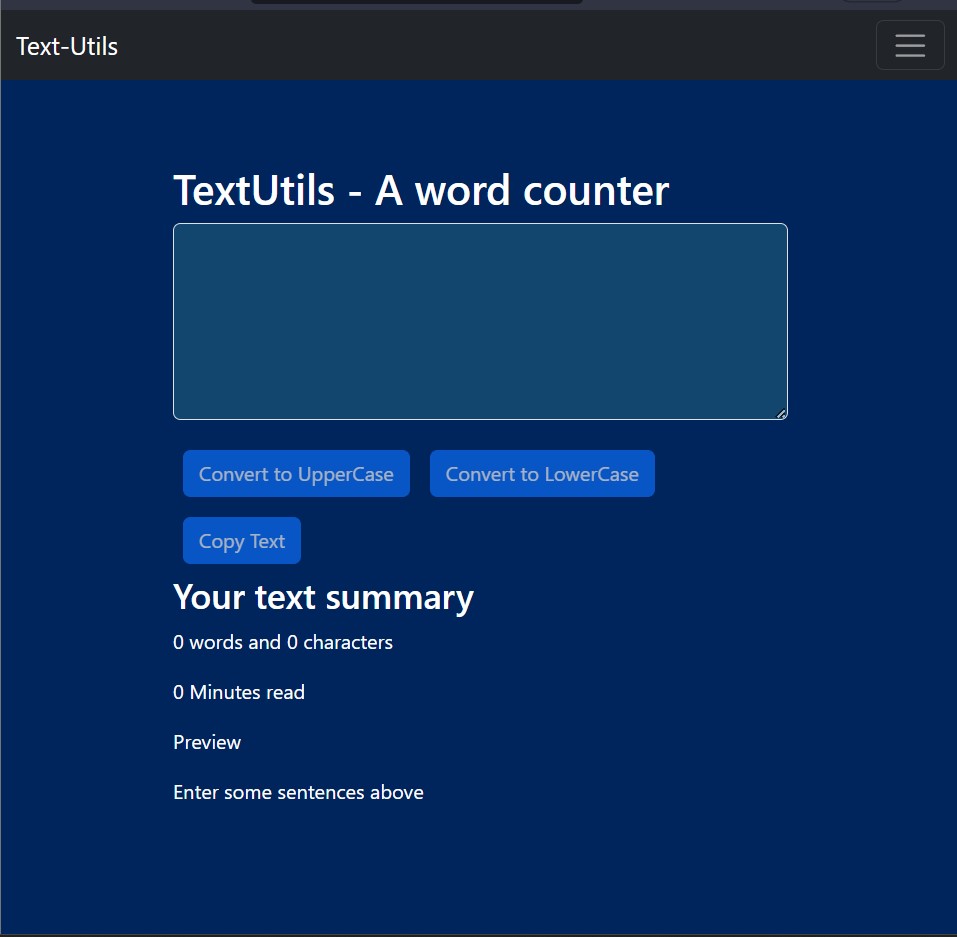 Text-Utils
TextUtils - A word counter
Convert to UpperCase Convert to LowerCase
Copy Text
Your text summary
0 words and 0 characters
0 Minutes read
Preview
Enter some sentences above